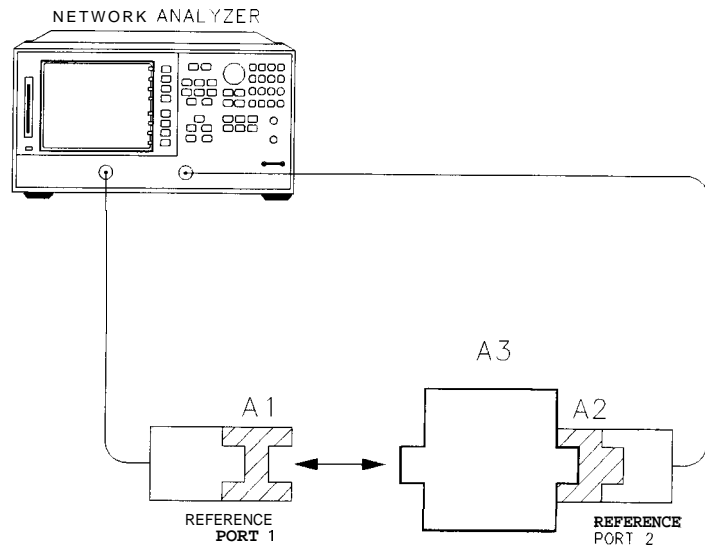 NETWORK ANALYZER
A3
A1
A2
REFERENCE
PORT 1
REFERENCE
PORT 2